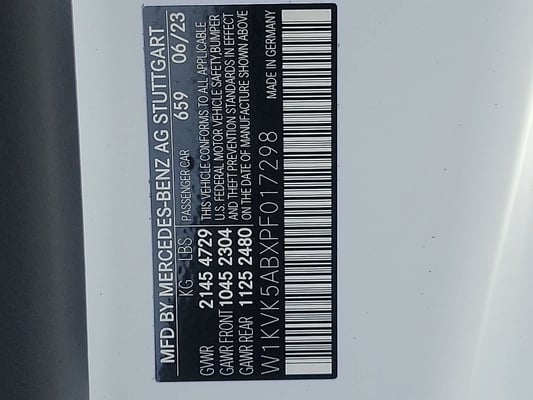 MFD BY MERCEDES-BENZ AG STUTTGART
KG LBS PASSENGER CAR 659 06/23
GVWR 2145 4729 THIS VEHICLE CONFORMS TO ALL APPLICABLE
GAWR FRONT 1045 2304 U.S. FEDERAL MOTOR VEHICLE SAFETY, BUMPER
GAWR REAR 1125 2480 AND THEFT PREVENTION STANDARDS IN EFFECT
ON THE DATE OF MANUFACTURE SHOWN ABOVE
W1KVK5ABXPF017298 MADE IN GERMANY